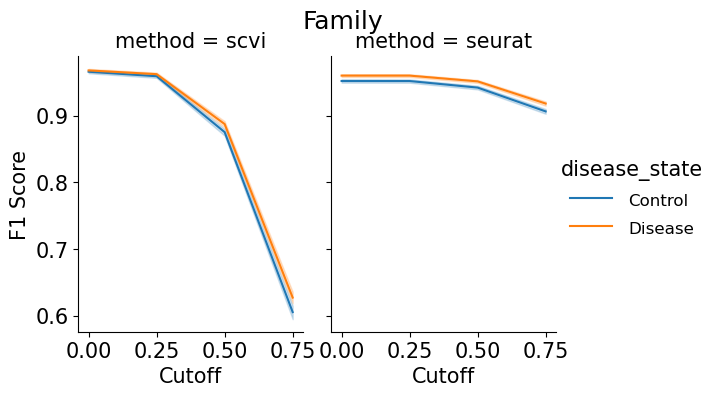 Family
method = scvi
method = seurat
F1 Score
0.9
0.8
0.7
0.6
0.00 0.25 0.50 0.75
0.00 0.25 0.50 0.75
Cutoff
Cutoff
disease_state
Control
Disease